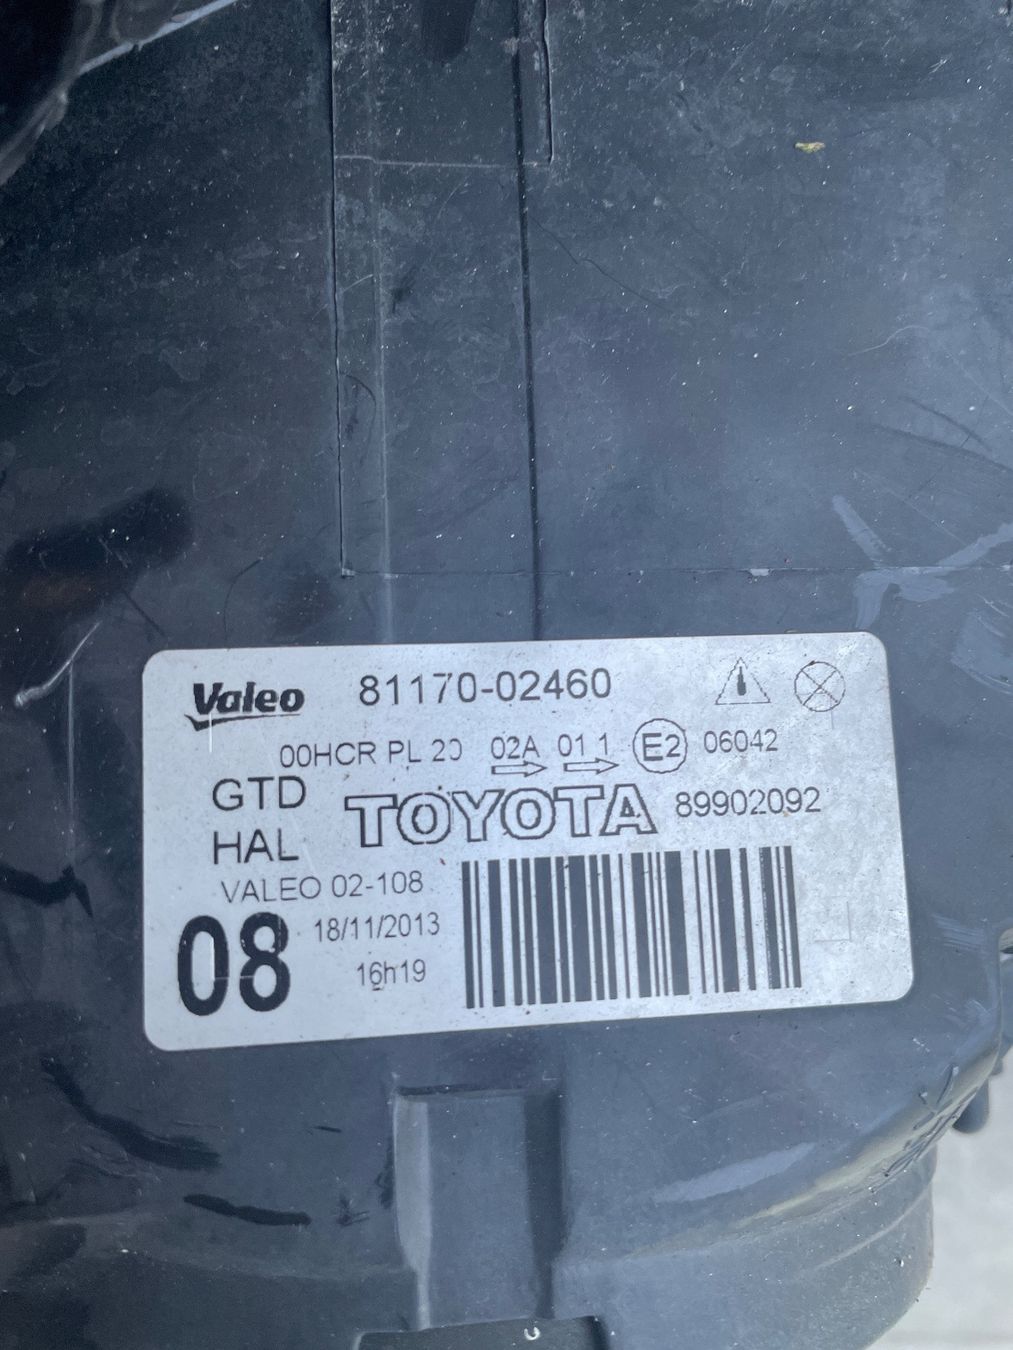 Valeo 81170-02460
00HCR PL 20 02A 01 1 E2 06042
GTD
HAL TOYOTA 89902092
VALEO 02-108
08 18/11/2013
16h19